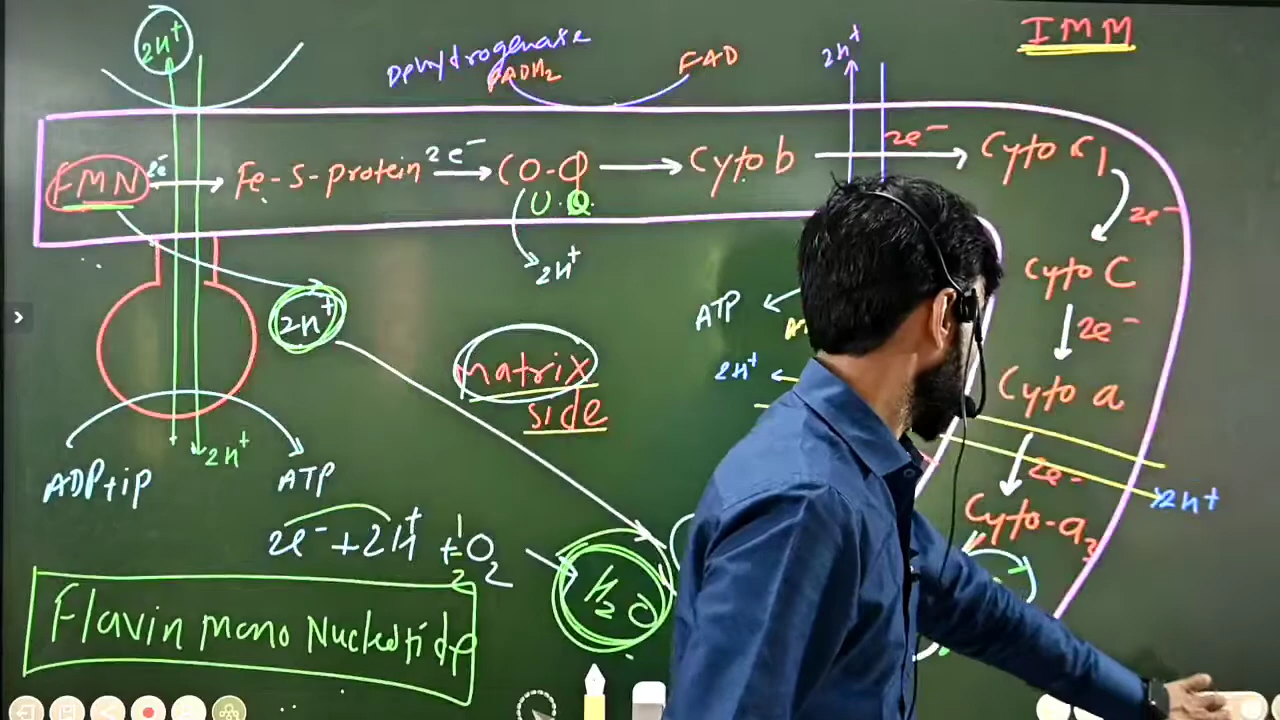 IMM
2H+
Dehydrogenase
FADH2
FAD
2H+
FMN 2e- Fe-S-protein 2e- CO-Q Cyto b 2e- Cyto c1
U.Q.
2e-
2H+
Cyto C
2H+
ATP
2e-
matrix
side
2H+
Cyto a
2H+
2e-
2H+
ADP+ip
ATP
Cyto-a3
2e- + 2H+ + 1/2 O2
H2O
Flavin mono Nucleotide